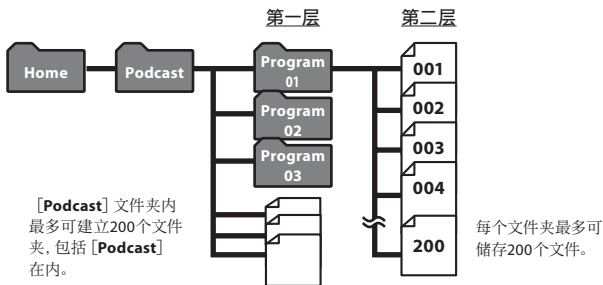 第一层
第二层
Home
Podcast
Program
01
Program
02
Program
03
001
002
003
004
200
［Podcast］文件夹内
最多可建立200个文件
夹, 包括［Podcast］
在内。
每个文件夹最多可
储存200个文件。